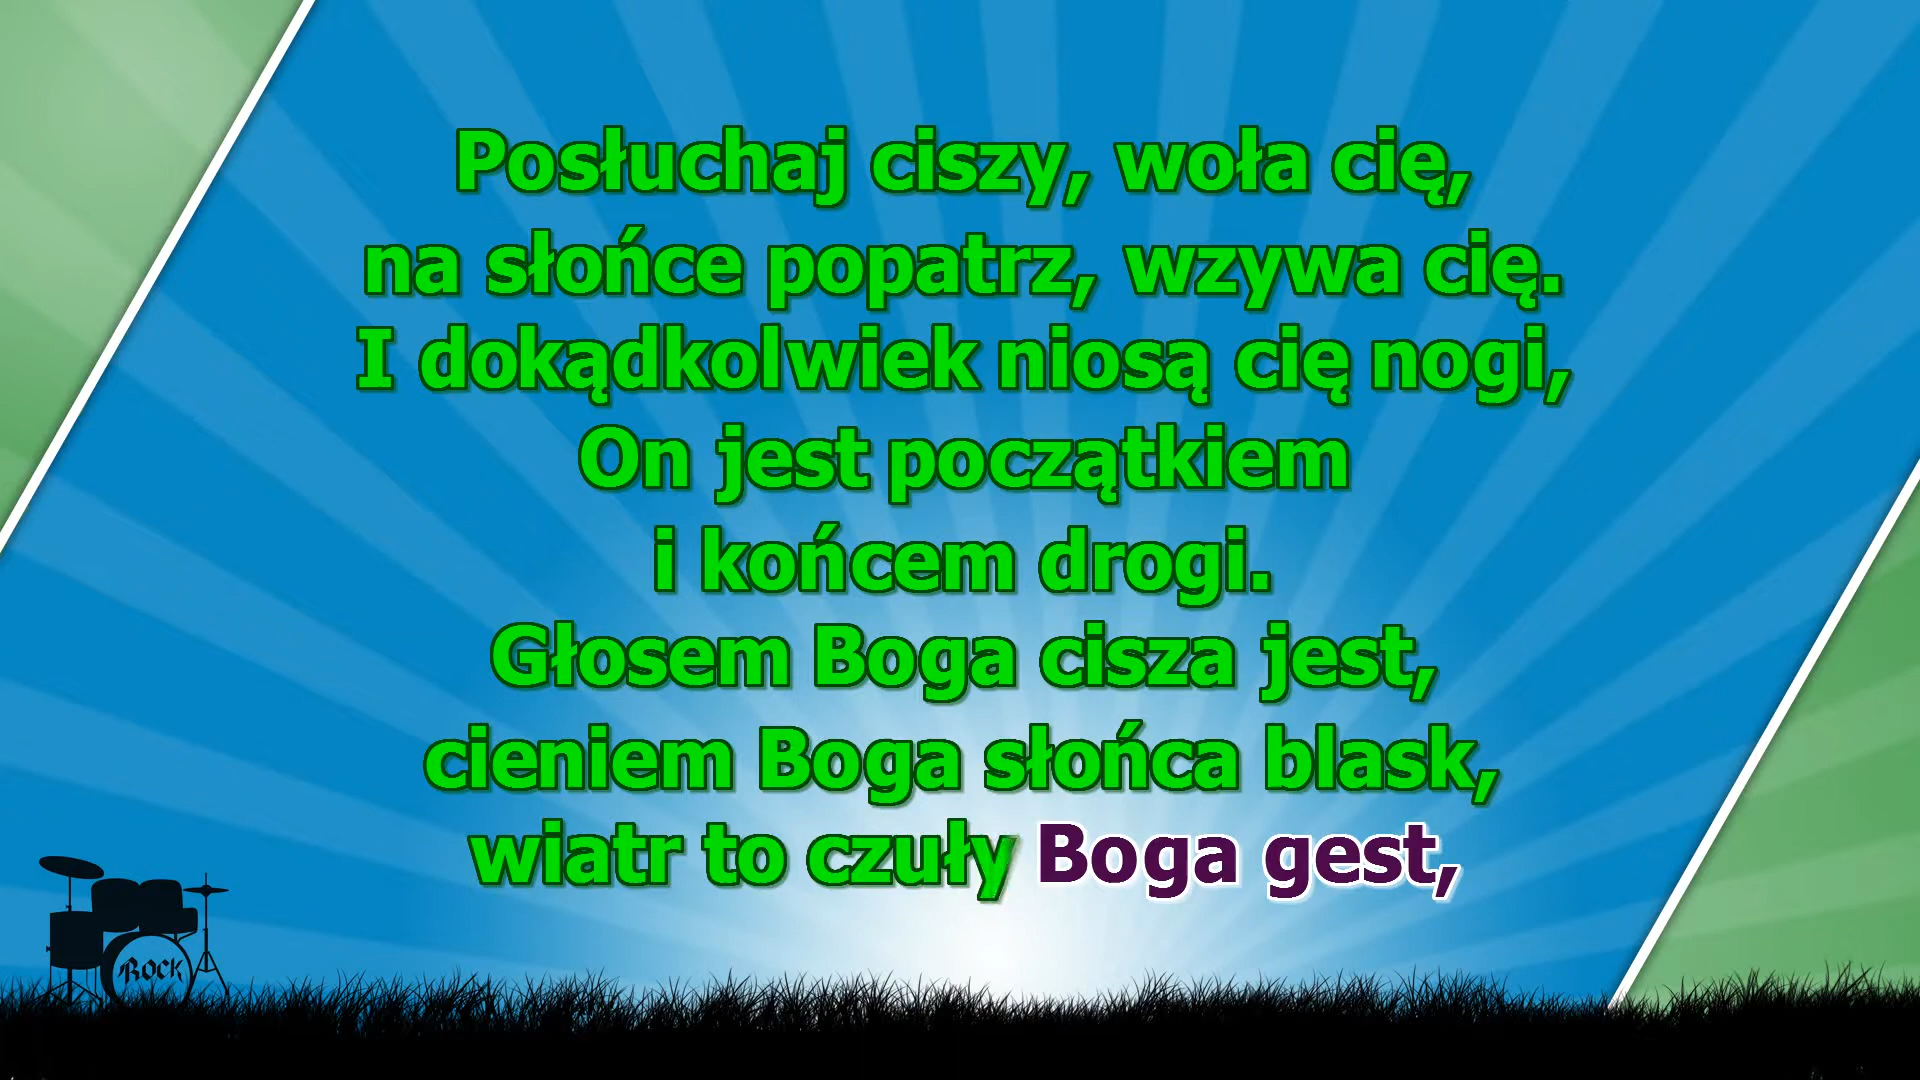 Posłuchaj ciszy, woła cię,
na słońce popatrz, wzywa cię.
I dokądkolwiek niosą cię nogi,
On jest początkiem
i końcem drogi.
Głosem Boga cisza jest,
cieniem Boga słońca blask,
wiatr to czuły Boga gest,
ROCK